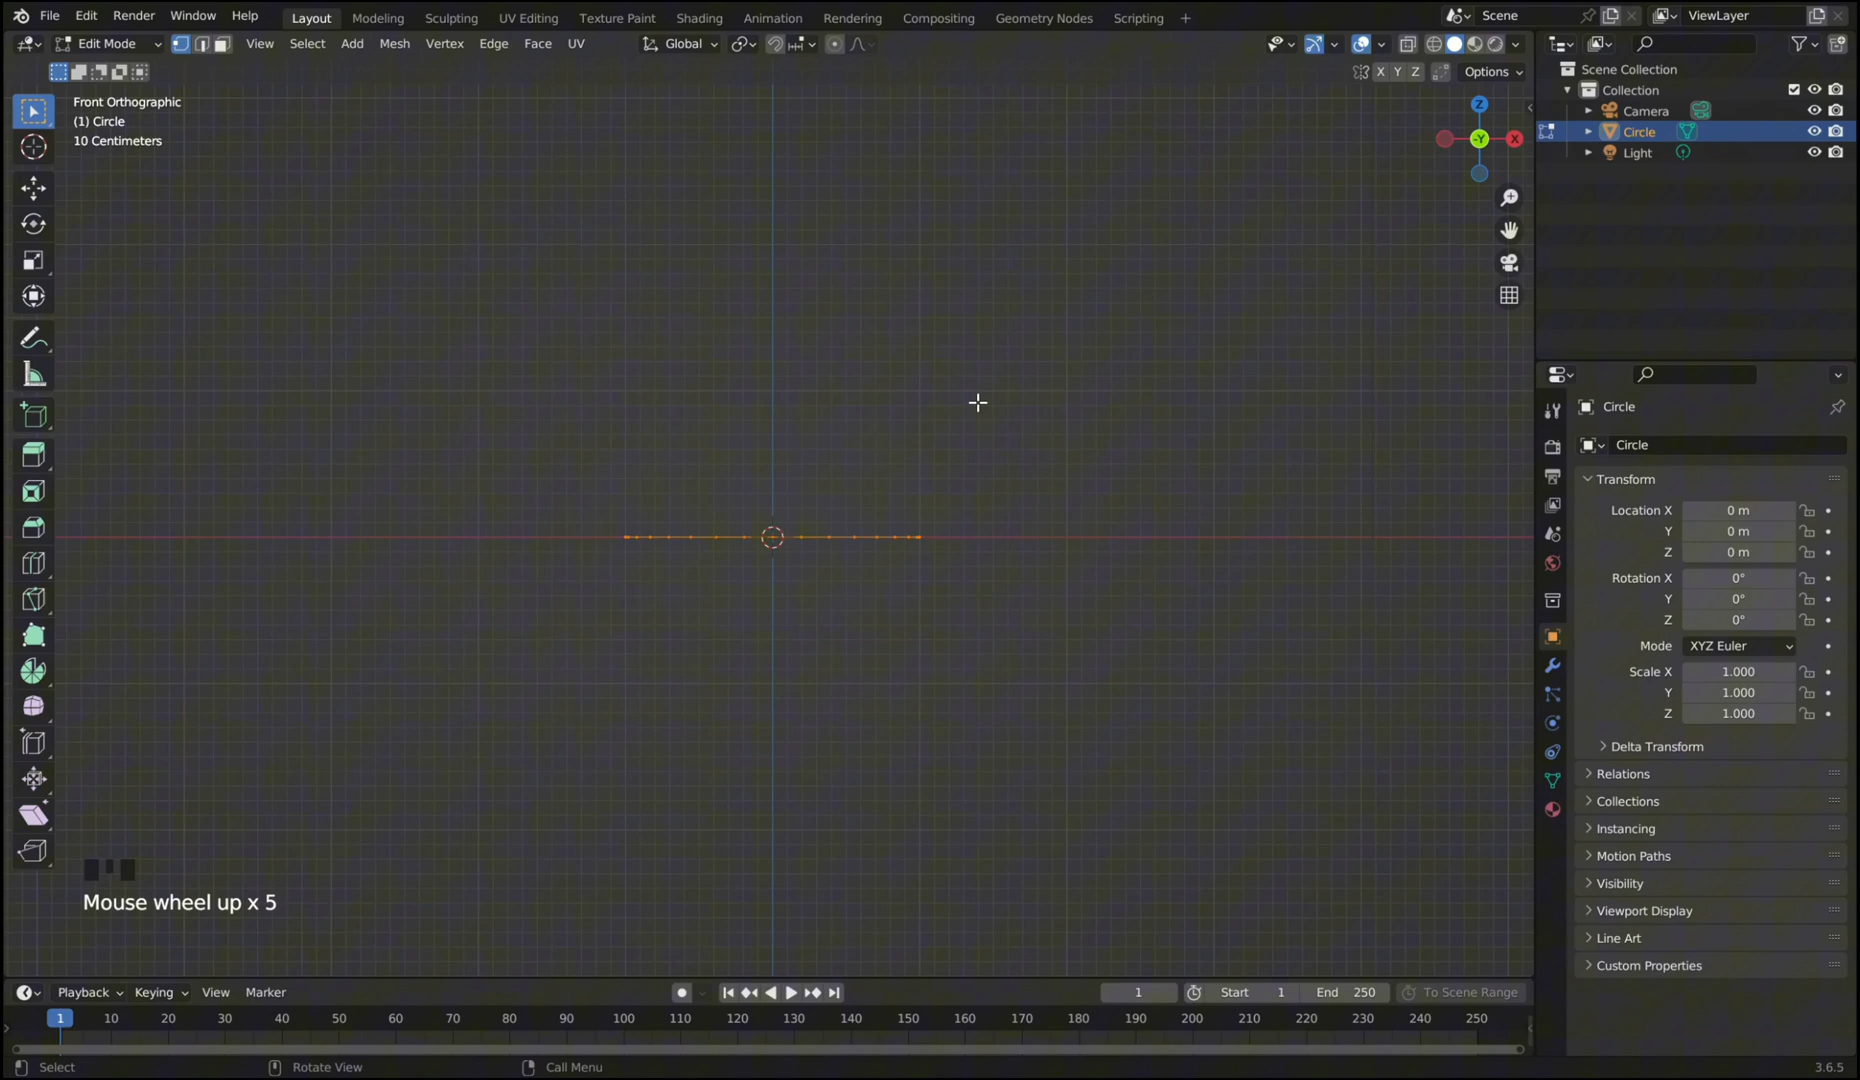 File Edit Render Window Help Layout Modeling Sculpting UV Editing Texture Paint Shading Animation Rendering Compositing Geometry Nodes Scripting + Scene ViewLayer
Edit Mode View Select Add Mesh Vertex Edge Face UV Global
X Y Z Options
Front Orthographic
(1) Circle
10 Centimeters
Z
-Y
X
Scene Collection
Collection
Camera
Circle
Light
Circle
Circle
Transform
Location X 0 m
Y 0 m
Z 0 m
Rotation X 0°
Y 0°
Z 0°
Mode XYZ Euler
Scale X 1.000
Y 1.000
Z 1.000
Delta Transform
Relations
Collections
Instancing
Motion Paths
Visibility
Viewport Display
Line Art
Custom Properties
Mouse wheel up x 5
Playback Keying View Marker 1 Start 1 End 250 To Scene Range
1 10 20 30 40 50 60 70 80 90 100 110 120 130 140 150 160 170 180 190 200 210 220 230 240 250
Select Rotate View Call Menu 3.6.5